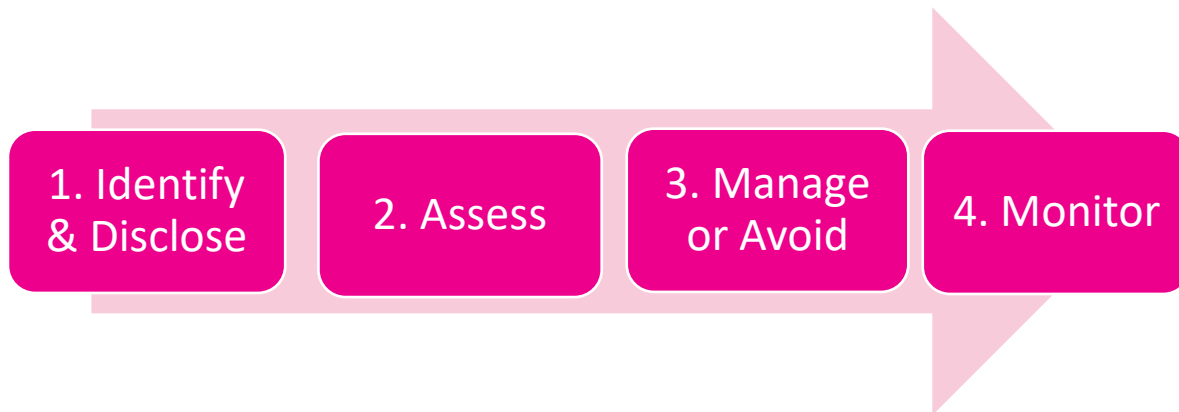 1. Identify
& Disclose
2. Assess
3. Manage
or Avoid
4. Monitor